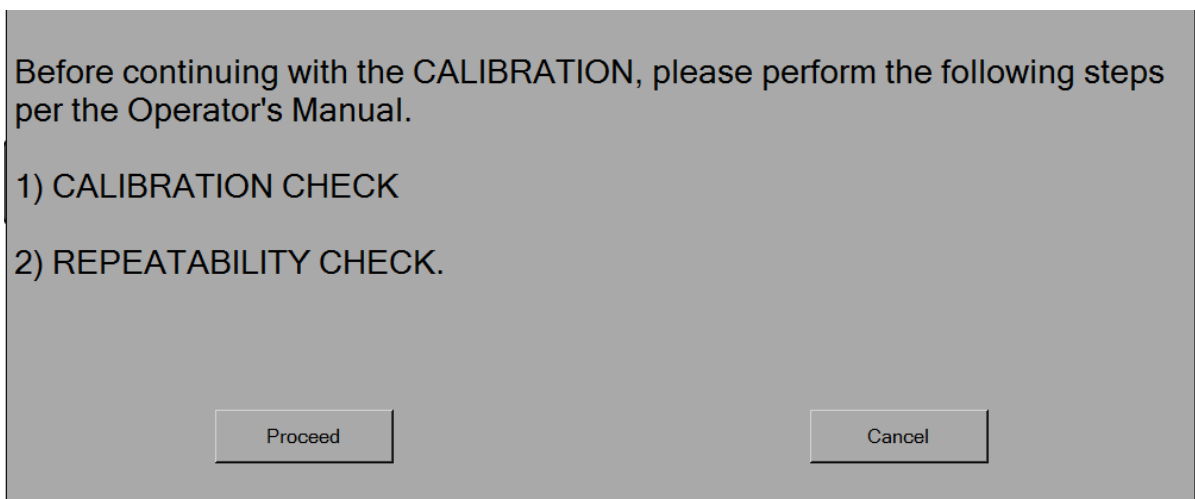 Before continuing with the CALIBRATION, please perform the following steps
per the Operator's Manual.
1) CALIBRATION CHECK
2) REPEATABILITY CHECK.
Proceed
Cancel